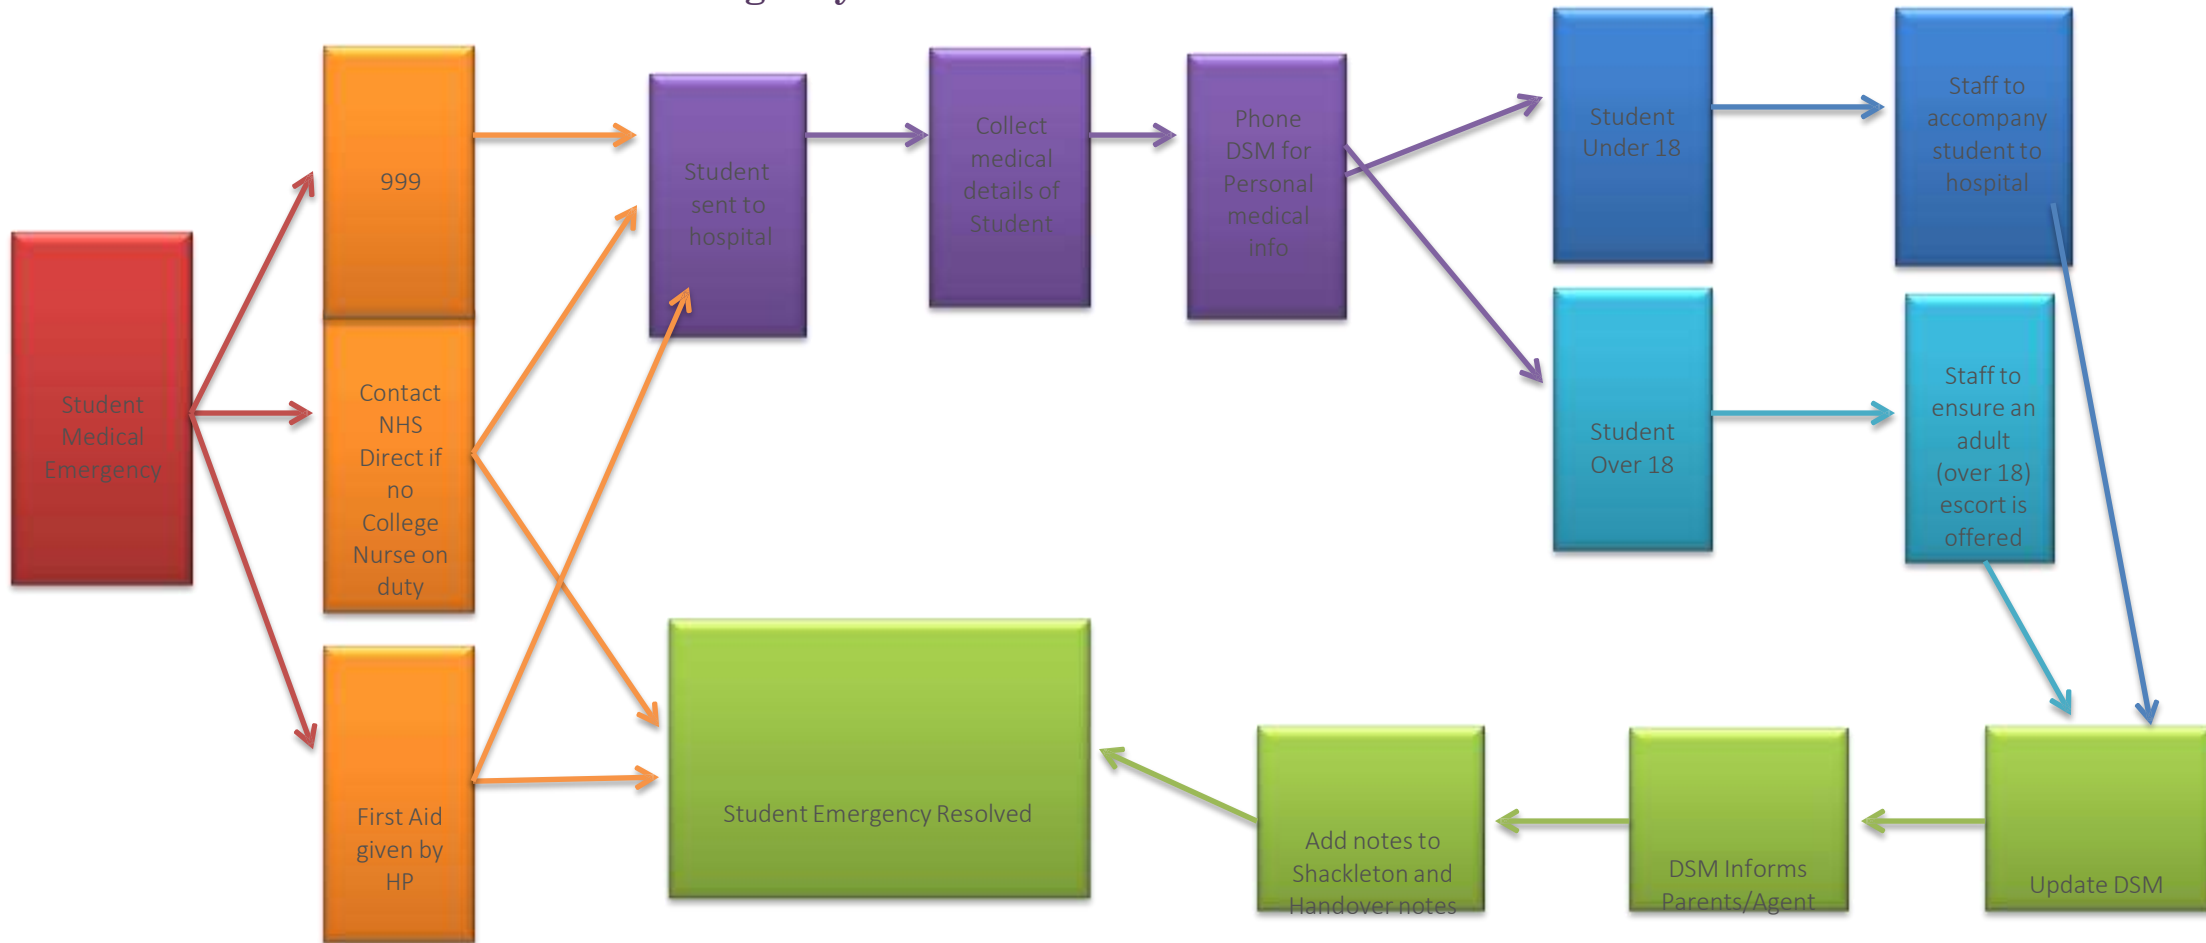 999
Student
Medical
Emergency
Contact
NHS
Direct if
no
College
Nurse on
duty
First Aid
given by
HP
Student
sent to
hospital
Collect
medical
details of
Student
Phone
DSM for
Personal
medical
info
Student
Under 18
Staff to
accompany
student to
hospital
Student
Over 18
Staff to
ensure an
adult
(over 18)
escort is
offered
Update DSM
DSM Informs
Parents/Agent
Add notes to
Shackleton and
Handover notes
Student Emergency Resolved